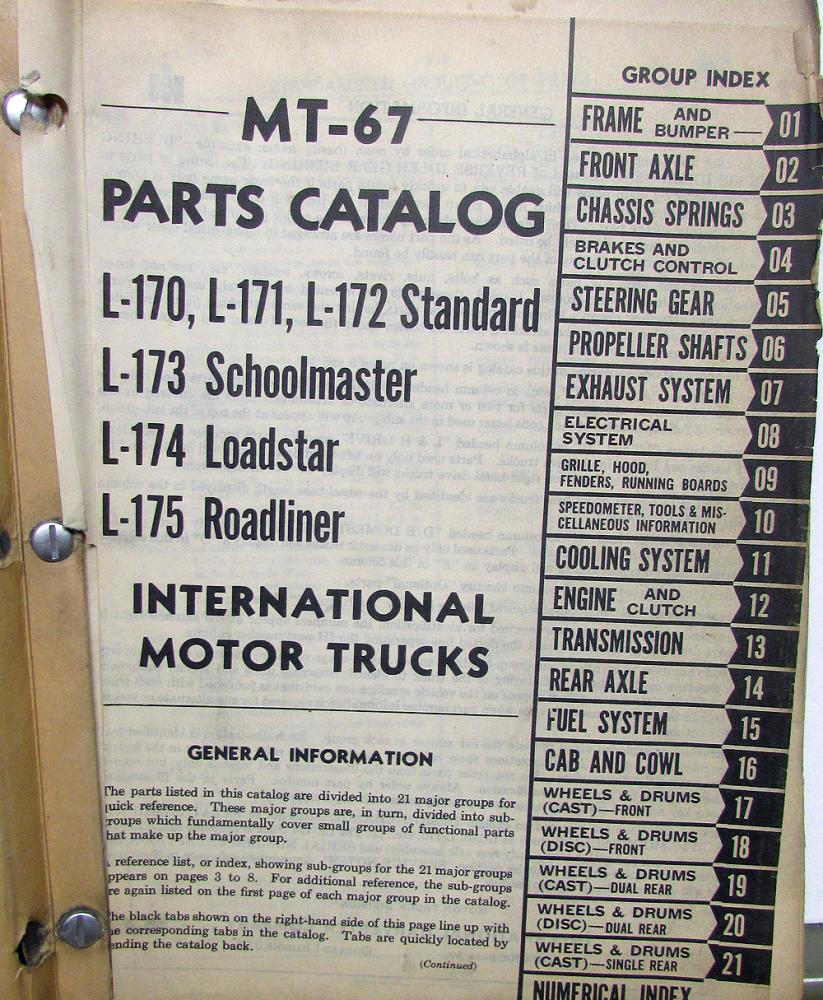 MT-67
PARTS CATALOG
L-170, L-171, L-172 Standard
L-173 Schoolmaster
L-174 Loadstar
L-175 Roadliner
INTERNATIONAL
MOTOR TRUCKS
GENERAL INFORMATION
The parts listed in this catalog are divided into 21 major groups for
quick reference. These major groups are, in turn, divided into sub-
groups which fundamentally cover small groups of functional parts
that make up the major group.
reference list, or index, showing sub-groups for the 21 major groups
appears on pages 3 to 8. For additional reference, the sub-groups
are again listed on the first page of each major group in the catalog.
The black tabs shown on the right-hand side of this page line up with
the corresponding tabs in the catalog. Tabs are quickly located by
bending the catalog back.
(Continued)
GROUP INDEX
FRAME AND BUMPER — 01
FRONT AXLE 02
CHASSIS SPRINGS 03
BRAKES AND
CLUTCH CONTROL 04
STEERING GEAR 05
PROPELLER SHAFTS 06
EXHAUST SYSTEM 07
ELECTRICAL
SYSTEM 08
GRILLE, HOOD,
FENDERS, RUNNING BOARDS 09
SPEEDOMETER, TOOLS & MIS-
CELLANEOUS INFORMATION 10
COOLING SYSTEM 11
ENGINE AND CLUTCH 12
TRANSMISSION 13
REAR AXLE 14
FUEL SYSTEM 15
CAB AND COWL 16
WHEELS & DRUMS
(CAST)—FRONT 17
WHEELS & DRUMS
(DISC)—FRONT 18
WHEELS & DRUMS
(CAST)—DUAL REAR 19
WHEELS & DRUMS
(DISC)—DUAL REAR 20
WHEELS & DRUMS
(CAST)—SINGLE REAR 21
NUMERICAL INDEX